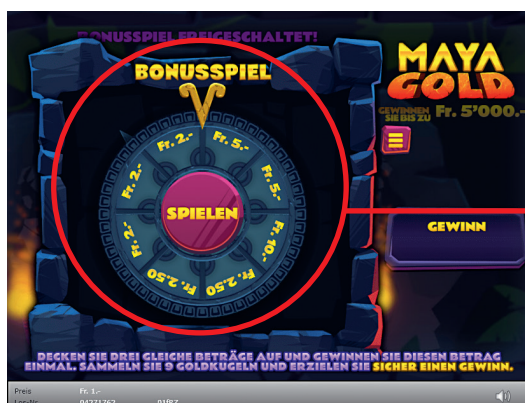 BONUSSPIEL FREIGESCHALTET!
BONUSSPIEL
MAYA
GOLD
GEWINNEN
SIE BIS ZU Fr. 5'000.-
Fr. 2.-
Fr. 5.-
Fr. 2.-
Fr. 5.-
SPIELEN
Fr. 2.-
Fr. 10.-
Fr. 2.50
Fr. 2.50
GEWINN
DECKEN SIE DREI GLEICHE BETRÄGE AUF UND GEWINNEN SIE DIESEN BETRAG
EINMAL. SAMMELN SIE 9 GOLDKUGELN UND ERZIELEN SIE SICHER EINEN GEWINN.
Preis Fr. 1.-